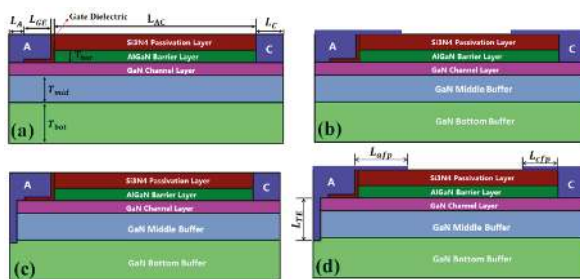 L_A L_GE Gate Dielectric L_AC L_C
A Si3N4 Passivation Layer C
T_bar AlGaN Barrier Layer
GaN Channel Layer
T_mid
(a) T_bot
Si3N4 Passivation Layer
A AlGaN Barrier Layer C
GaN Channel Layer
GaN Middle Buffer
(b) GaN Bottom Buffer
A Si3N4 Passivation Layer C
AlGaN Barrier Layer
GaN Channel Layer
GaN Middle Buffer
(c) GaN Bottom Buffer
L_afp L_cfp
A Si3N4 Passivation Layer C
AlGaN Barrier Layer
L_TE GaN Channel Layer
GaN Middle Buffer
GaN Bottom Buffer (d)